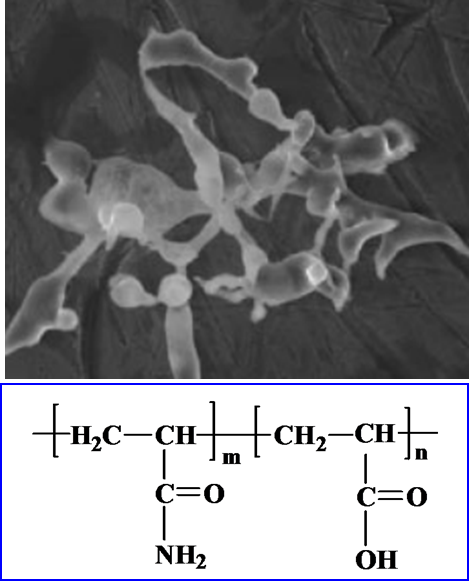 [H₂C—CH]m—[CH₂—CH]n
C=O C=O
NH₂ OH